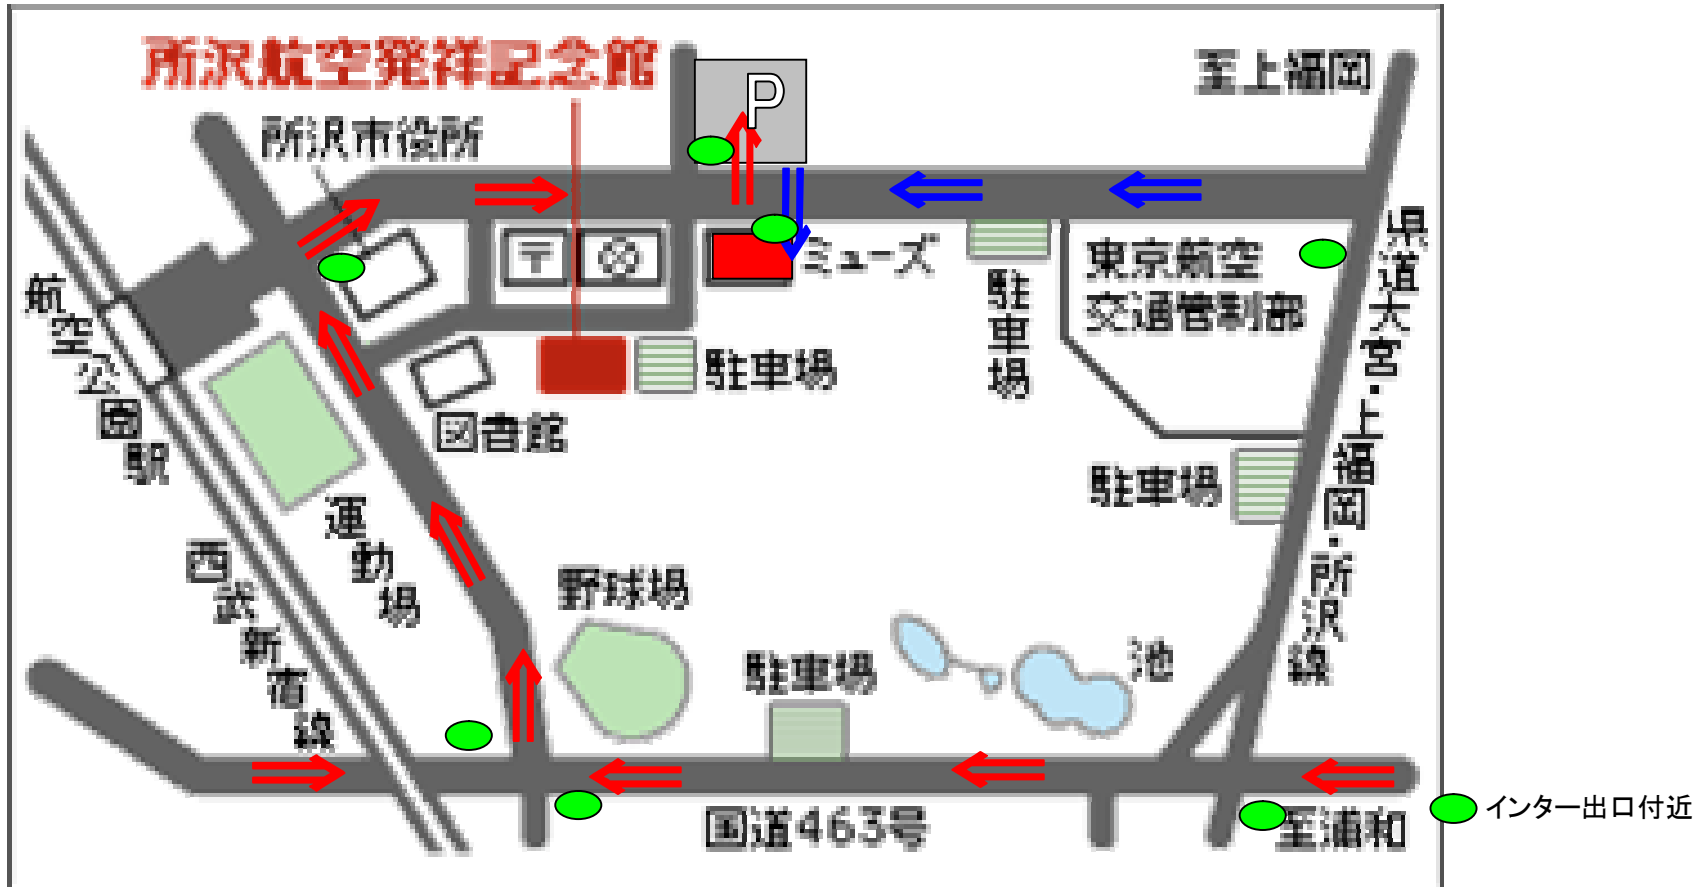 所沢航空発祥記念館
P
至上福岡
所沢市役所
〒
ミューズ
駐車場
東京航空
交通管制部
県道大宮・上福岡・所沢線
航空公園駅
駐車場
図書館
駐車場
運動場
西武新宿線
野球場
駐車場
池
国道463号
至浦和
インター出口付近